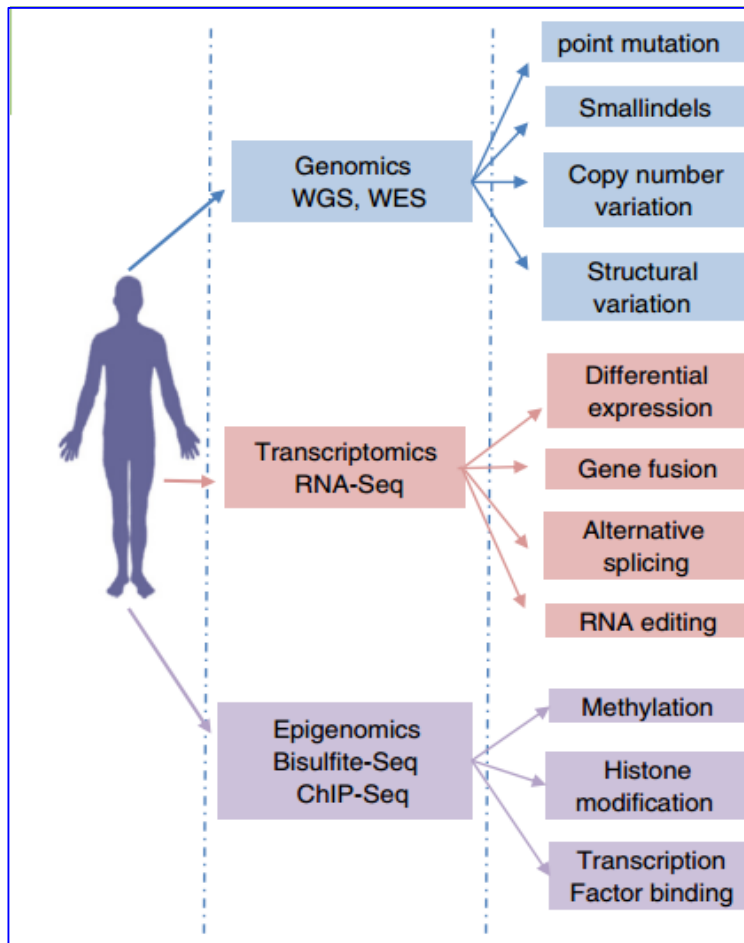 point mutation
Smallindels
Genomics
WGS, WES
Copy number
variation
Structural
variation
Differential
expression
Transcriptomics
RNA-Seq
Gene fusion
Alternative
splicing
RNA editing
Epigenomics
Bisulfite-Seq
ChIP-Seq
Methylation
Histone
modification
Transcription
Factor binding